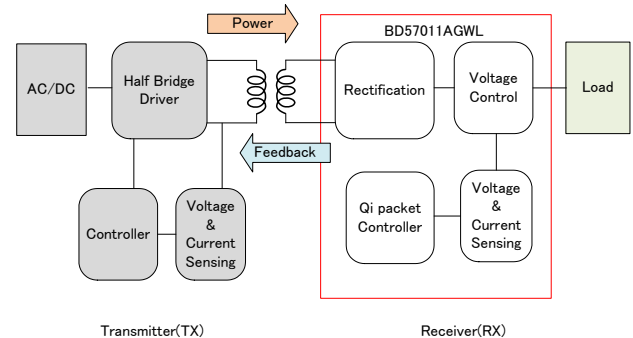 Power
BD57011AGWL
AC/DC
Half Bridge
Driver
Rectification
Voltage
Control
Load
Feedback
Controller
Voltage
&
Current
Sensing
Qi packet
Controller
Voltage
&
Current
Sensing
Transmitter(TX)
Receiver(RX)